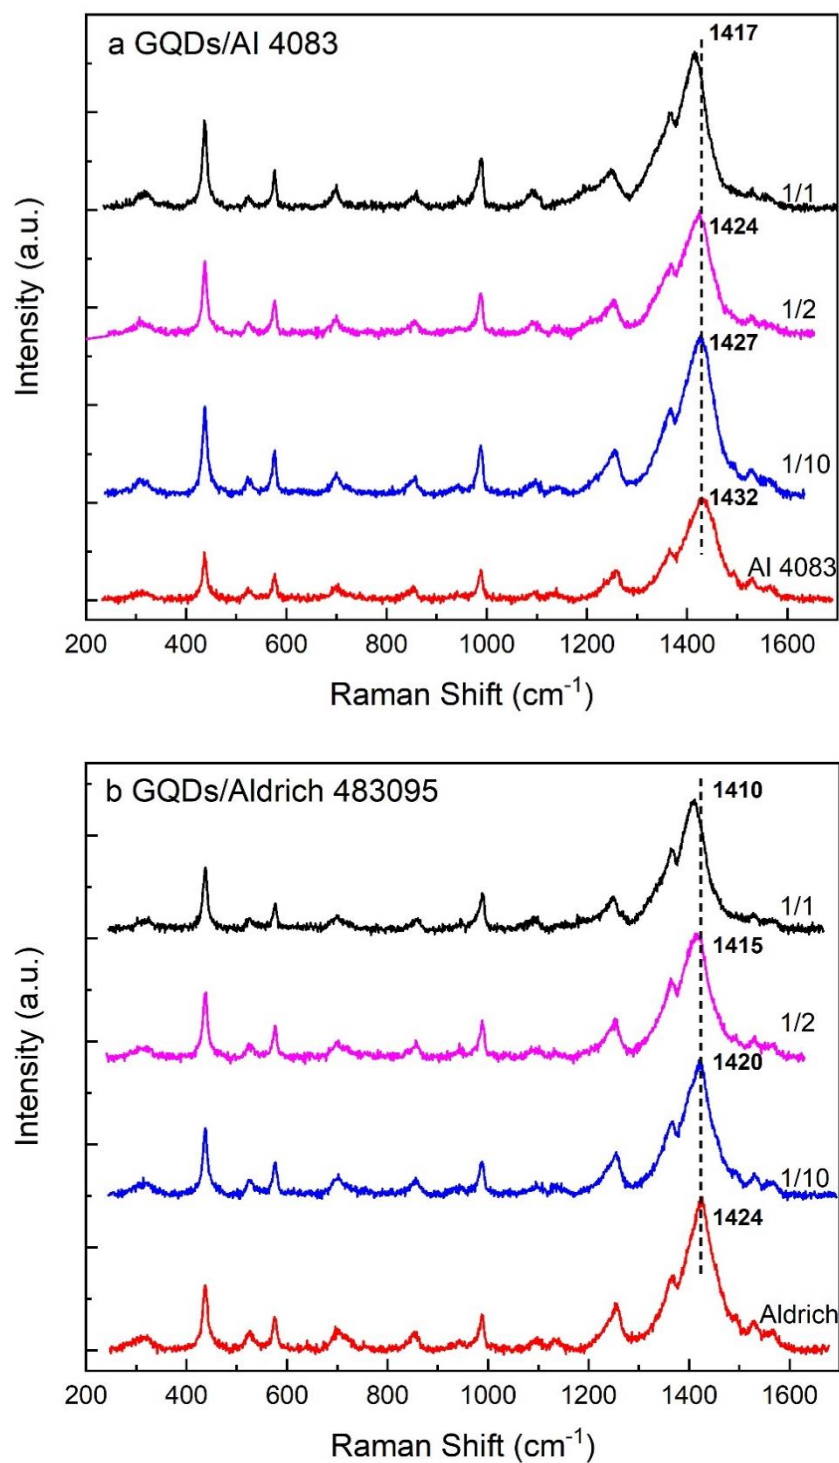 a GQDs/AI 4083
1417
1/1
1424
1/2
1427
1/10
1432
AI 4083
Intensity (a.u.)
200 400 600 800 1000 1200 1400 1600
Raman Shift (cm⁻¹)
b GQDs/Aldrich 483095
1410
1/1
1415
1/2
1420
1/10
1424
Aldrich
Intensity (a.u.)
200 400 600 800 1000 1200 1400 1600
Raman Shift (cm⁻¹)